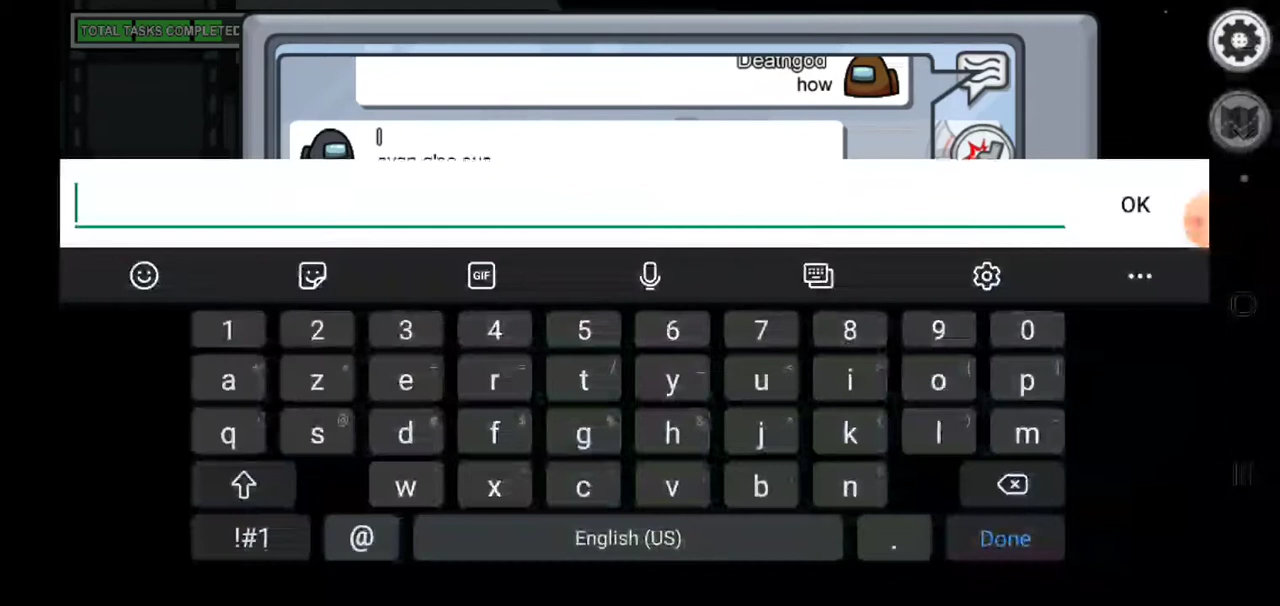 TOTAL TASKS COMPLETED
Deathgod
how
OK
GIF
1 2 3 4 5 6 7 8 9 0
a z e r t y u i o p
q s d f g h j k l m
w x c v b n
!#1 @ English (US) . Done